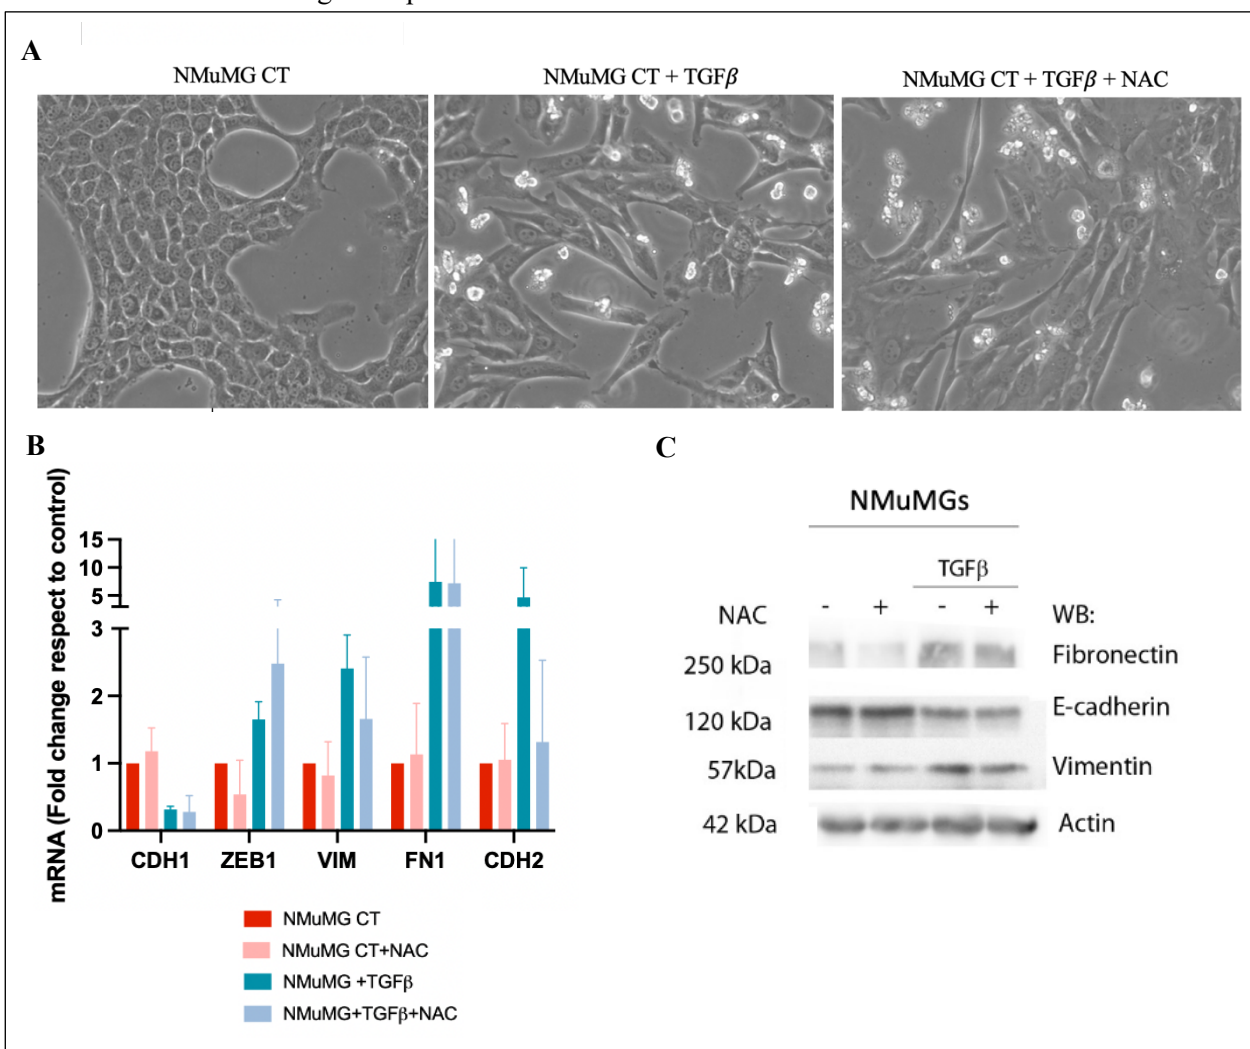 A
NMuMG CT
NMuMG CT + TGFβ
NMuMG CT + TGFβ + NAC
B
mRNA (Fold change respect to control)
15
10
5
3
2
1
0
CDH1 ZEB1 VIM FN1 CDH2
NMuMG CT
NMuMG CT+NAC
NMuMG +TGFβ
NMuMG+TGFβ+NAC
C
NMuMGs
TGFβ
NAC - + - + WB:
250 kDa Fibronectin
120 kDa E-cadherin
57kDa Vimentin
42 kDa Actin